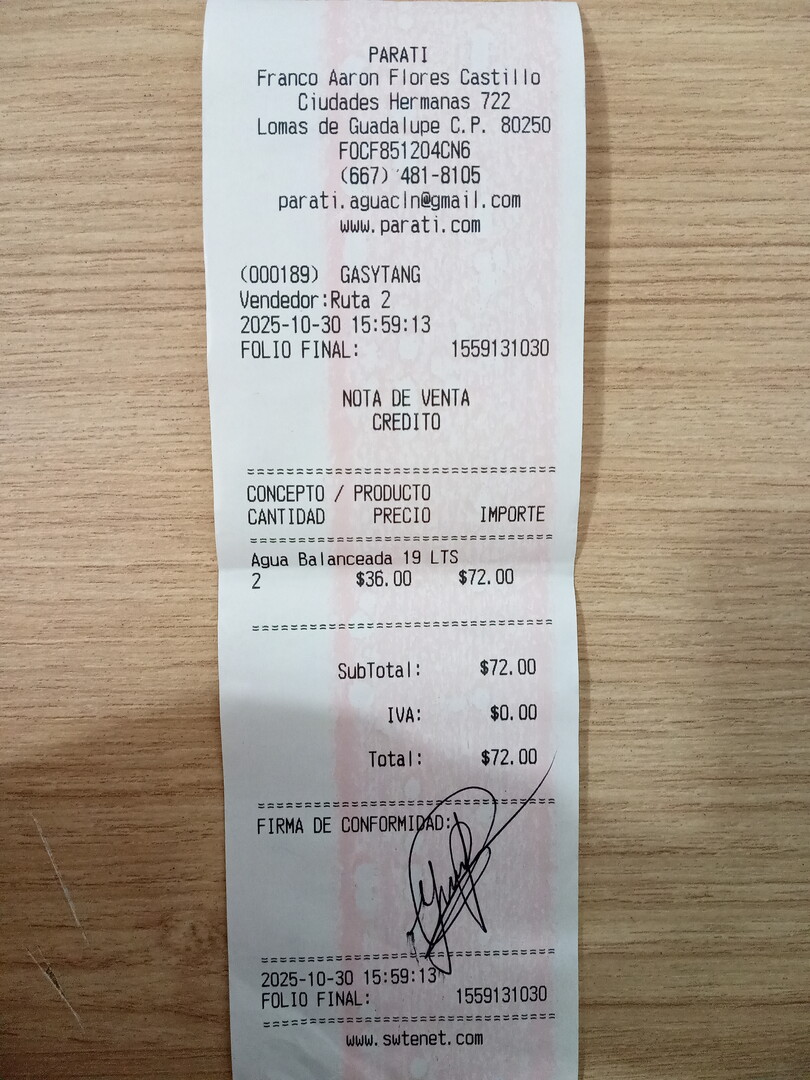 PARATI
Franco Aaron Flores Castillo
Ciudades Hermanas 722
Lomas de Guadalupe C.P. 80250
FOCF851204CN6
(667) 481-8105
parati.aguacln@gmail.com
www.parati.com
(000189) GASYTANG
Vendedor:Ruta 2
2025-10-30 15:59:13
FOLIO FINAL: 1559131030
NOTA DE VENTA
CREDITO
CONCEPTO / PRODUCTO
CANTIDAD PRECIO IMPORTE
Agua Balanceada 19 LTS
2 $36.00 $72.00
SubTotal: $72.00
IVA: $0.00
Total: $72.00
FIRMA DE CONFORMIDAD:
2025-10-30 15:59:13
FOLIO FINAL: 1559131030
www.swtenet.com